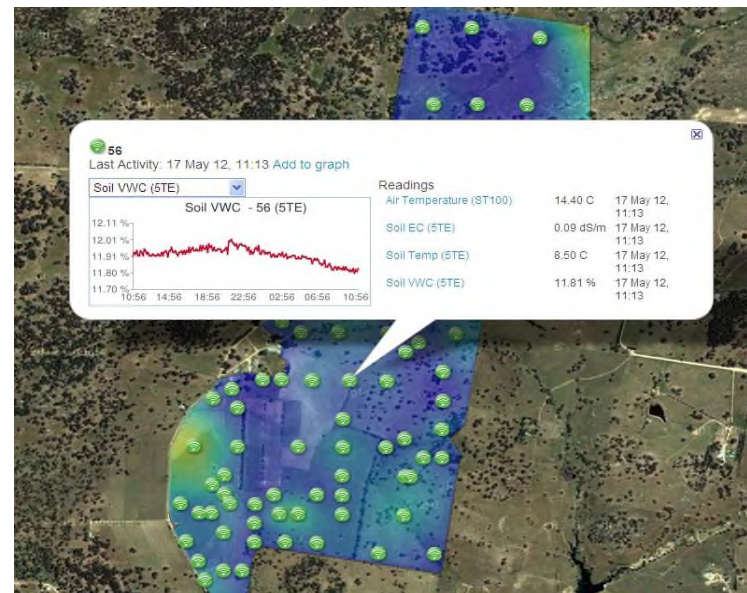 56
Last Activity: 17 May 12, 11:13 Add to graph
Soil VWC (5TE)
Soil VWC - 56 (5TE)
12.11 %
12.01 %
11.91 %
11.80 %
11.70 %
10:56 14:56 18:56 22:56 02:56 06:56 10:56
Readings
Air Temperature (ST100) 14.40 C 17 May 12,
11:13
Soil EC (5TE) 0.09 dS/m 17 May 12,
11:13
Soil Temp (5TE) 8.50 C 17 May 12,
11:13
Soil VWC (5TE) 11.81 % 17 May 12,
11:13